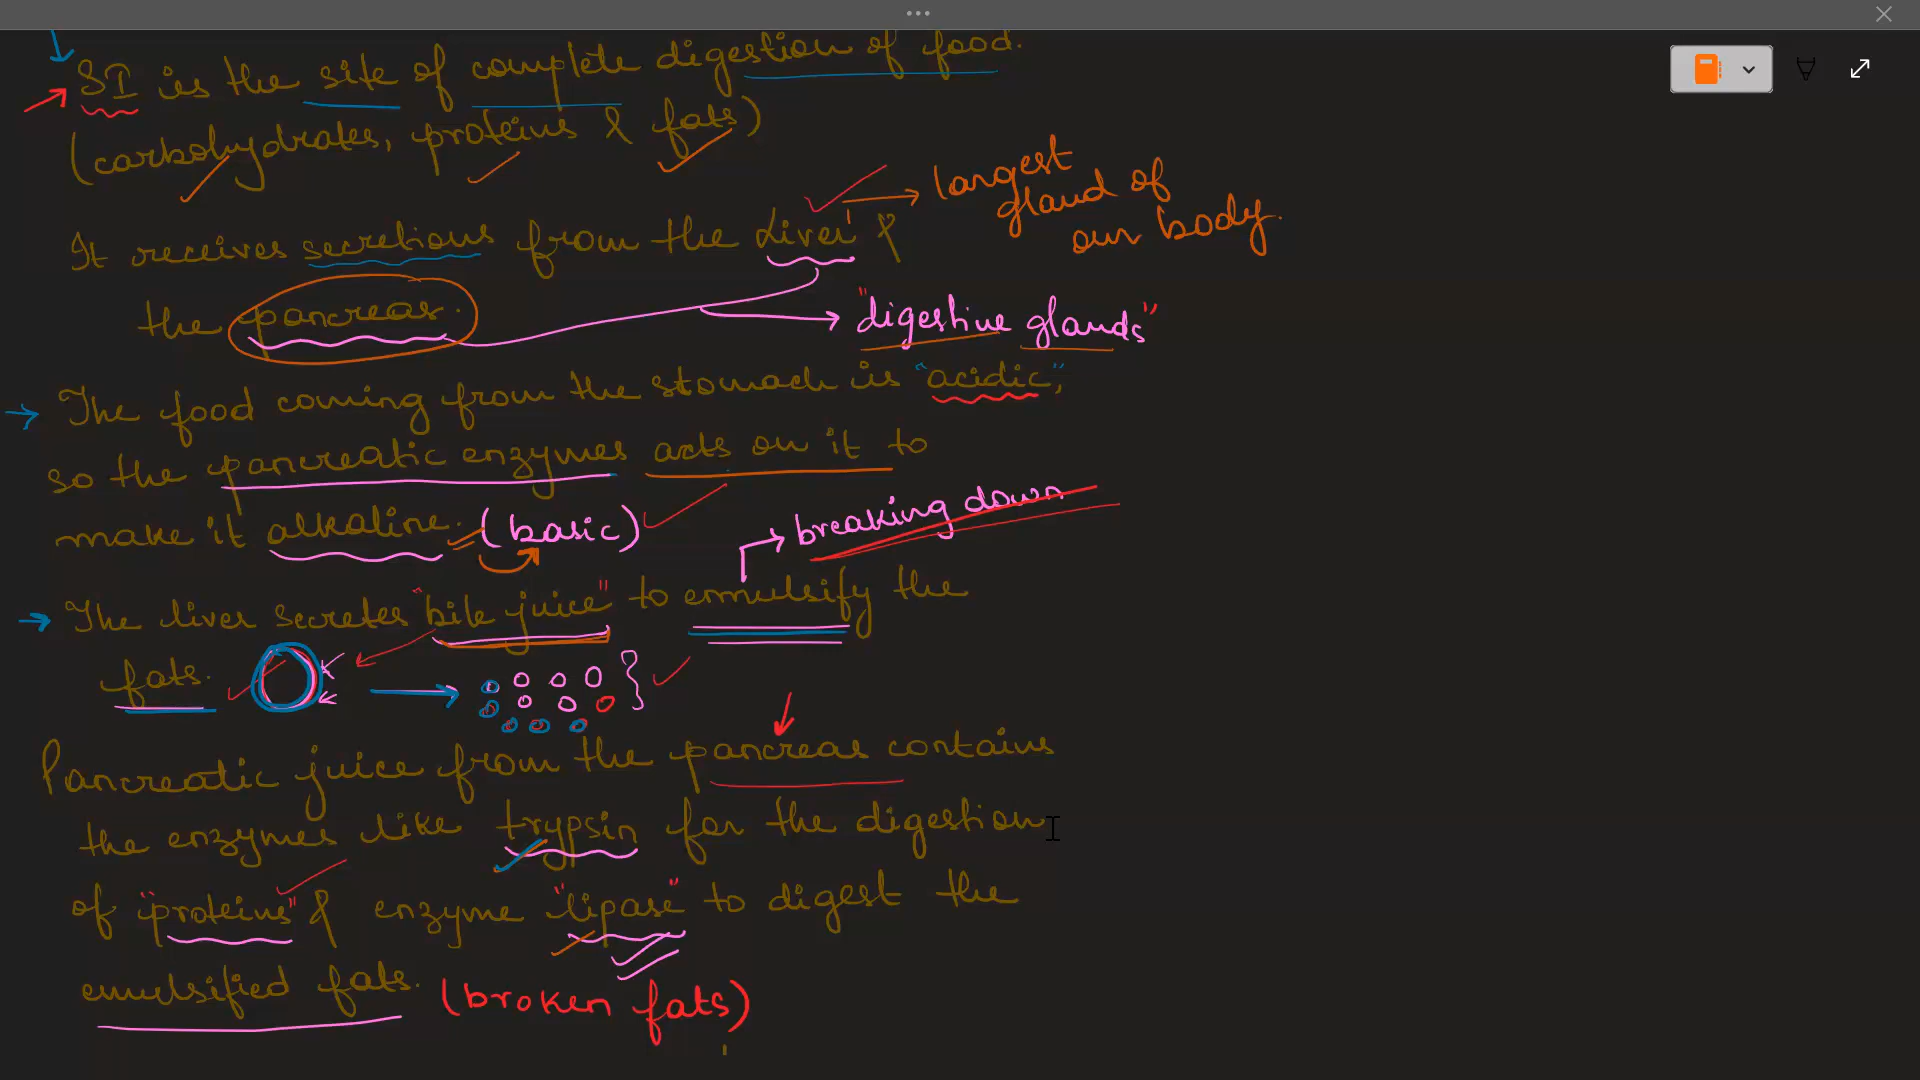 SI is the site of complete digestion of food.
(carbohydrates, proteins & fats)
It receives secretions from the Liver &
the pancreas.
largest
gland of
our body.
"digestive glands"
The food coming from the stomach is "acidic",
so the pancreatic enzymes acts on it to
make it alkaline. (basic)
breaking down
The liver secretes "bile juice" to emulsify the
fats.
Pancreatic juice from the pancreas contains
the enzymes like trypsin for the digestion
of "proteins" & enzyme "lipase" to digest the
emulsified fats. (broken fats)